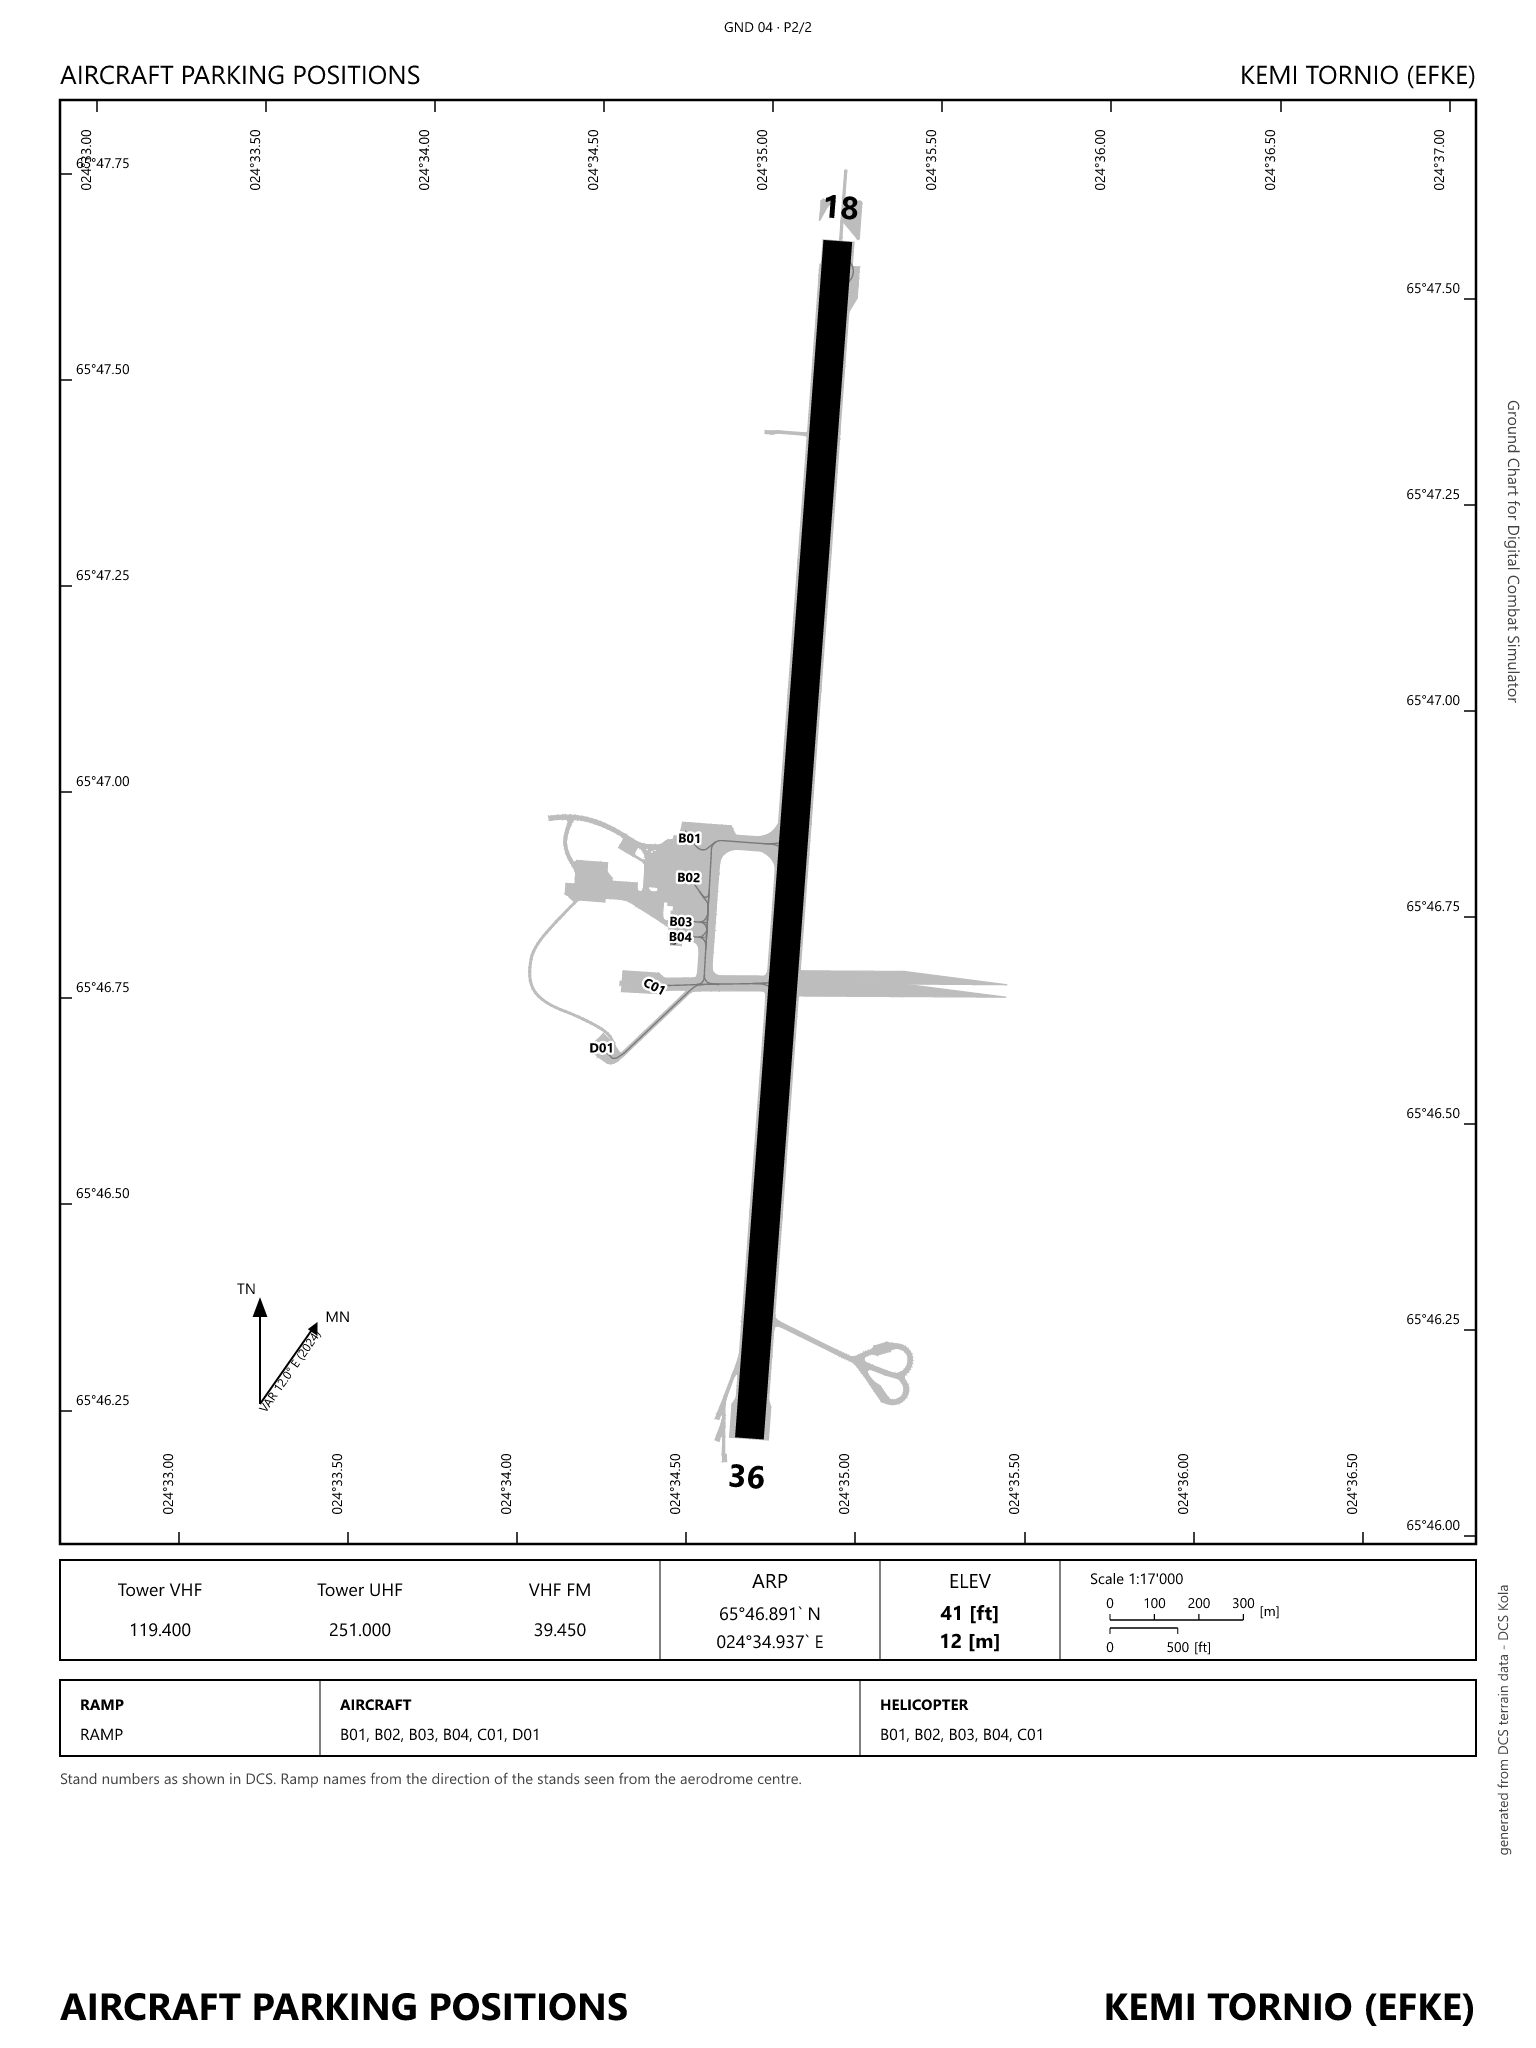 GND 04 · P2/2
AIRCRAFT PARKING POSITIONS
KEMI TORNIO (EFKE)
024°33.00
024°33.50
024°34.00
024°34.50
024°35.00
024°35.50
024°36.00
024°36.50
024°37.00
65°47.75
65°47.50
65°47.25
65°47.00
65°46.75
65°46.50
65°46.25
65°47.50
65°47.25
65°47.00
65°46.75
65°46.50
65°46.25
65°46.00
18
B01
B02
B03
B04
C01
D01
36
TN
MN
VAR 12.0° E (2024)
024°33.00
024°33.50
024°34.00
024°34.50
024°35.00
024°35.50
024°36.00
024°36.50
Ground Chart for Digital Combat Simulator
Tower VHF
119.400
Tower UHF
251.000
VHF FM
39.450
ARP
65°46.891` N
024°34.937` E
ELEV
41 [ft]
12 [m]
Scale 1:17'000
0 100 200 300 [m]
0 500 [ft]
RAMP
RAMP
AIRCRAFT
B01, B02, B03, B04, C01, D01
HELICOPTER
B01, B02, B03, B04, C01
Stand numbers as shown in DCS. Ramp names from the direction of the stands seen from the aerodrome centre.
generated from DCS terrain data - DCS Kola
AIRCRAFT PARKING POSITIONS
KEMI TORNIO (EFKE)